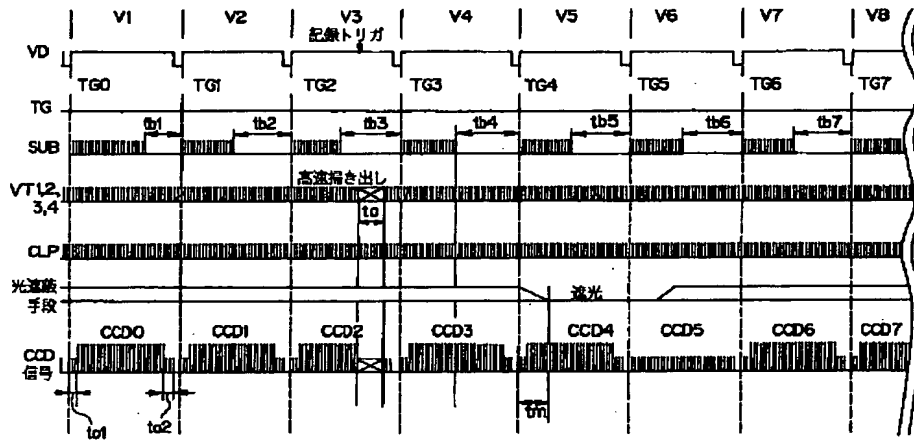 V1 V2 V3 V4 V5 V6 V7 V8
記録トリガ
VD
TG0 TG1 TG2 TG3 TG4 TG5 TG6 TG7
TG
tb1 tb2 tb3 tb4 tb5 tb6 tb7
SUB
高速掃き出し
VT1,2,
3,4
ta
CLP
光遮蔽
手段
遮光
CCD0 CCD1 CCD2 CCD3 CCD4 CCD5 CCD6 CCD7
CCD
信号
to1 to2 tm